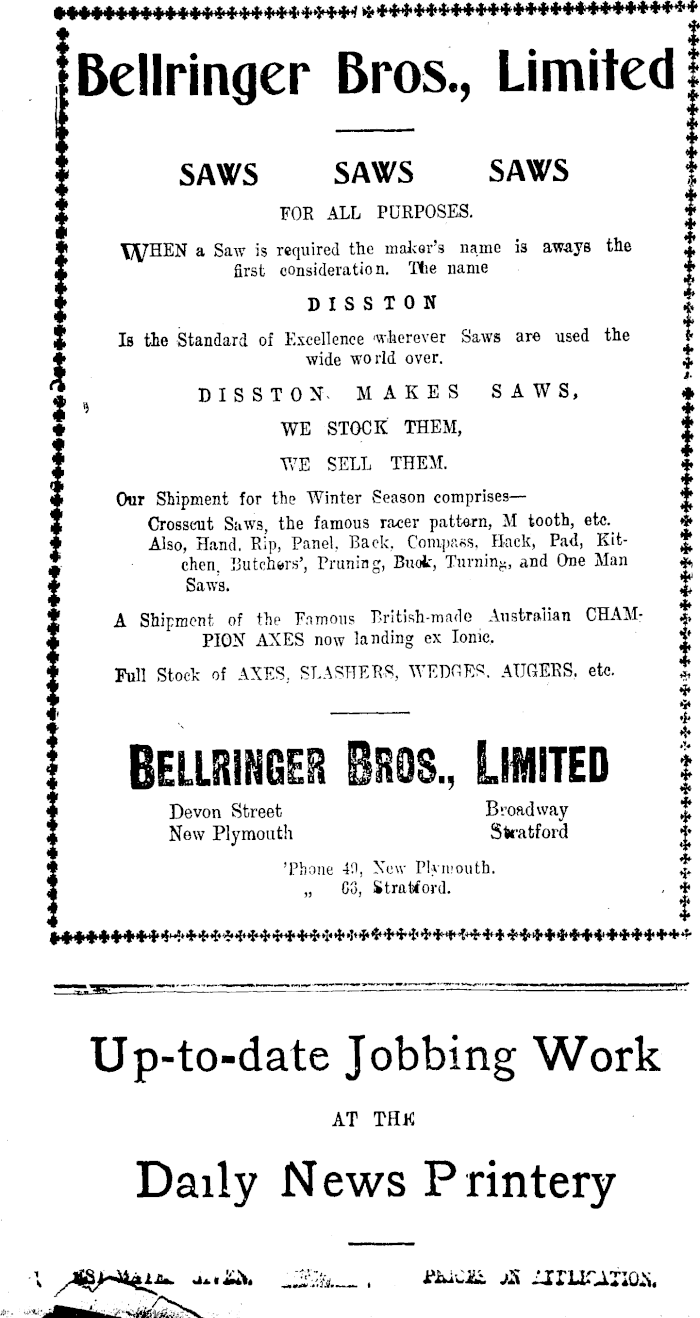 Bellringer Bros., Limited
SAWS SAWS SAWS
FOR ALL PURPOSES.
WHEN a Saw is required the maker's name is aways the
first consideration. The name
DISSTON
Is the Standard of Excellence wherever Saws are used the
wide world over.
DISSTON MAKES SAWS,
WE STOCK THEM,
WE SELL THEM.
Our Shipment for the Winter Season comprises—
Crosscut Saws, the famous racer pattern, M tooth, etc.
Also, Hand, Rip, Panel, Back, Compass, Hack, Pad, Kit-
chen, Butchers', Pruning, Buck, Turning, and One Man
Saws.
A Shipment of the Famous British-made Australian CHAM-
PION AXES now landing ex Ionic.
Full Stock of AXES, SLASHERS, WEDGES, AUGERS, etc.
BELLRINGER BROS., LIMITED
Devon Street Broadway
New Plymouth Stratford
'Phone 49, New Plymouth.
„ 66, Stratford.
Up-to-date Jobbing Work
AT THE
Daily News Printery
GIVEN. PRICES ON APPLICATION.